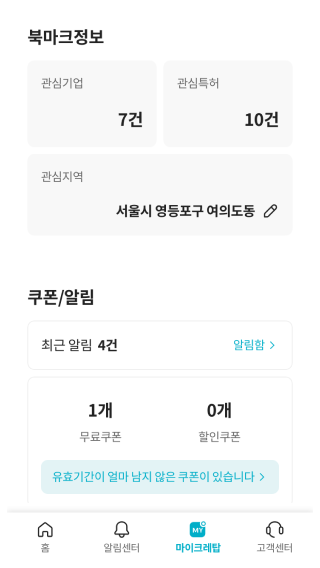 북마크정보
관심기업
관심특허
7건
10건
관심지역
서울시 영등포구 여의도동
쿠폰/알림
최근 알림 4건
알림함
1개
0개
무료쿠폰
할인쿠폰
유효기간이 얼마 남지 않은 쿠폰이 있습니다
MY
홈
알림센터
마이크레탑
고객센터